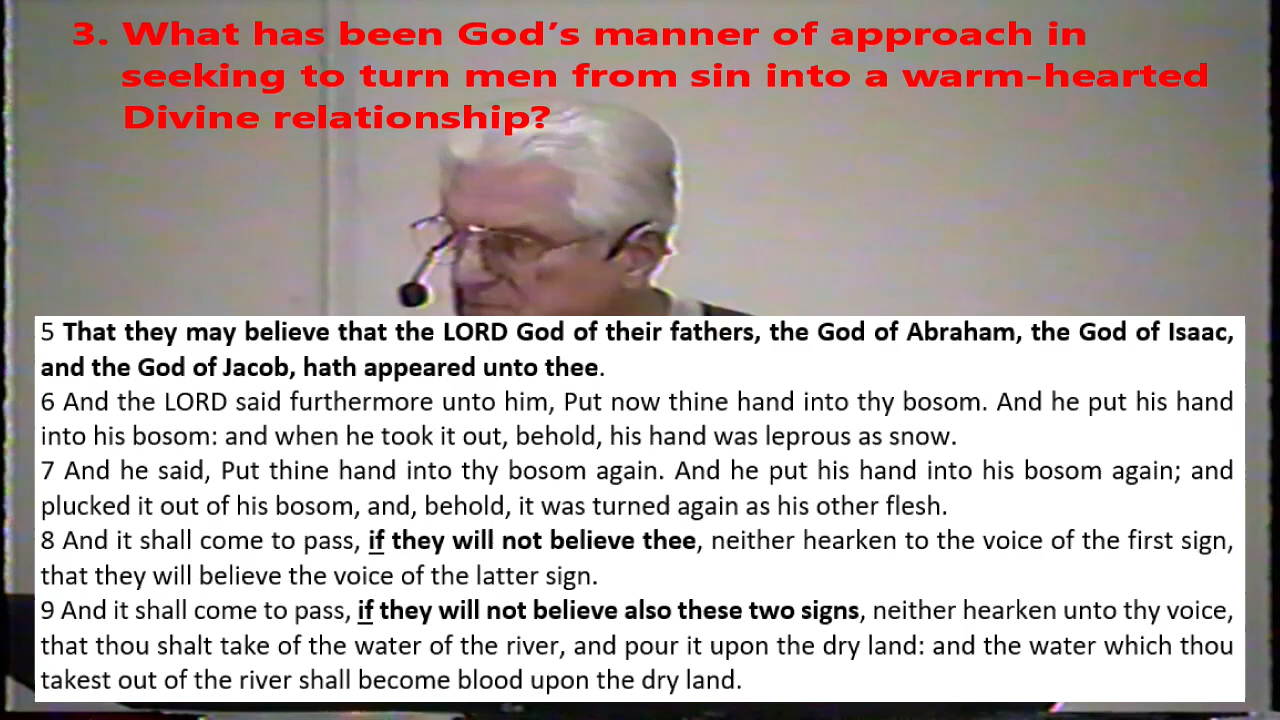 3. What has been God’s manner of approach in
seeking to turn men from sin into a warm-hearted
Divine relationship?
5 That they may believe that the LORD God of their fathers, the God of Abraham, the God of Isaac,
and the God of Jacob, hath appeared unto thee.
6 And the LORD said furthermore unto him, Put now thine hand into thy bosom. And he put his hand
into his bosom: and when he took it out, behold, his hand was leprous as snow.
7 And he said, Put thine hand into thy bosom again. And he put his hand into his bosom again; and
plucked it out of his bosom, and, behold, it was turned again as his other flesh.
8 And it shall come to pass, if they will not believe thee, neither hearken to the voice of the first sign,
that they will believe the voice of the latter sign.
9 And it shall come to pass, if they will not believe also these two signs, neither hearken unto thy voice,
that thou shalt take of the water of the river, and pour it upon the dry land: and the water which thou
takest out of the river shall become blood upon the dry land.